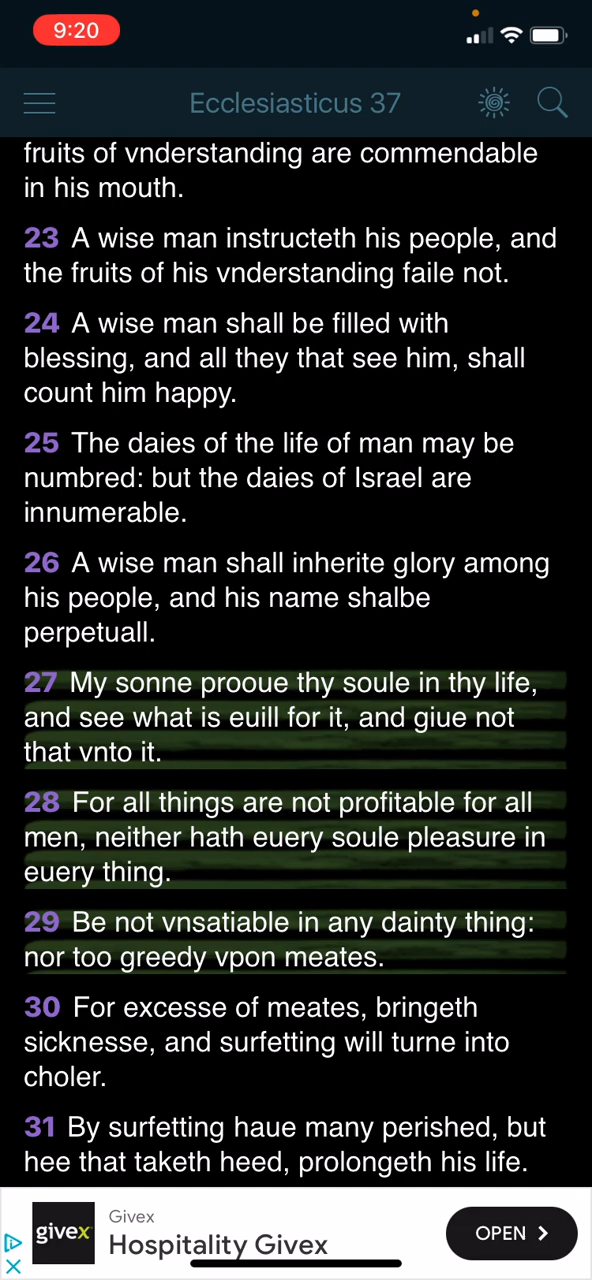 9:20
Ecclesiasticus 37
fruits of vnderstanding are commendable
in his mouth.
23 A wise man instructeth his people, and
the fruits of his vnderstanding faile not.
24 A wise man shall be filled with
blessing, and all they that see him, shall
count him happy.
25 The daies of the life of man may be
numbred: but the daies of Israel are
innumerable.
26 A wise man shall inherite glory among
his people, and his name shalbe
perpetuall.
27 My sonne prooue thy soule in thy life,
and see what is euill for it, and giue not
that vnto it.
28 For all things are not profitable for all
men, neither hath euery soule pleasure in
euery thing.
29 Be not vnsatiable in any dainty thing:
nor too greedy vpon meates.
30 For excesse of meates, bringeth
sicknesse, and surfetting will turne into
choler.
31 By surfetting haue many perished, but
hee that taketh heed, prolongeth his life.
givex
Givex
Hospitality Givex
OPEN